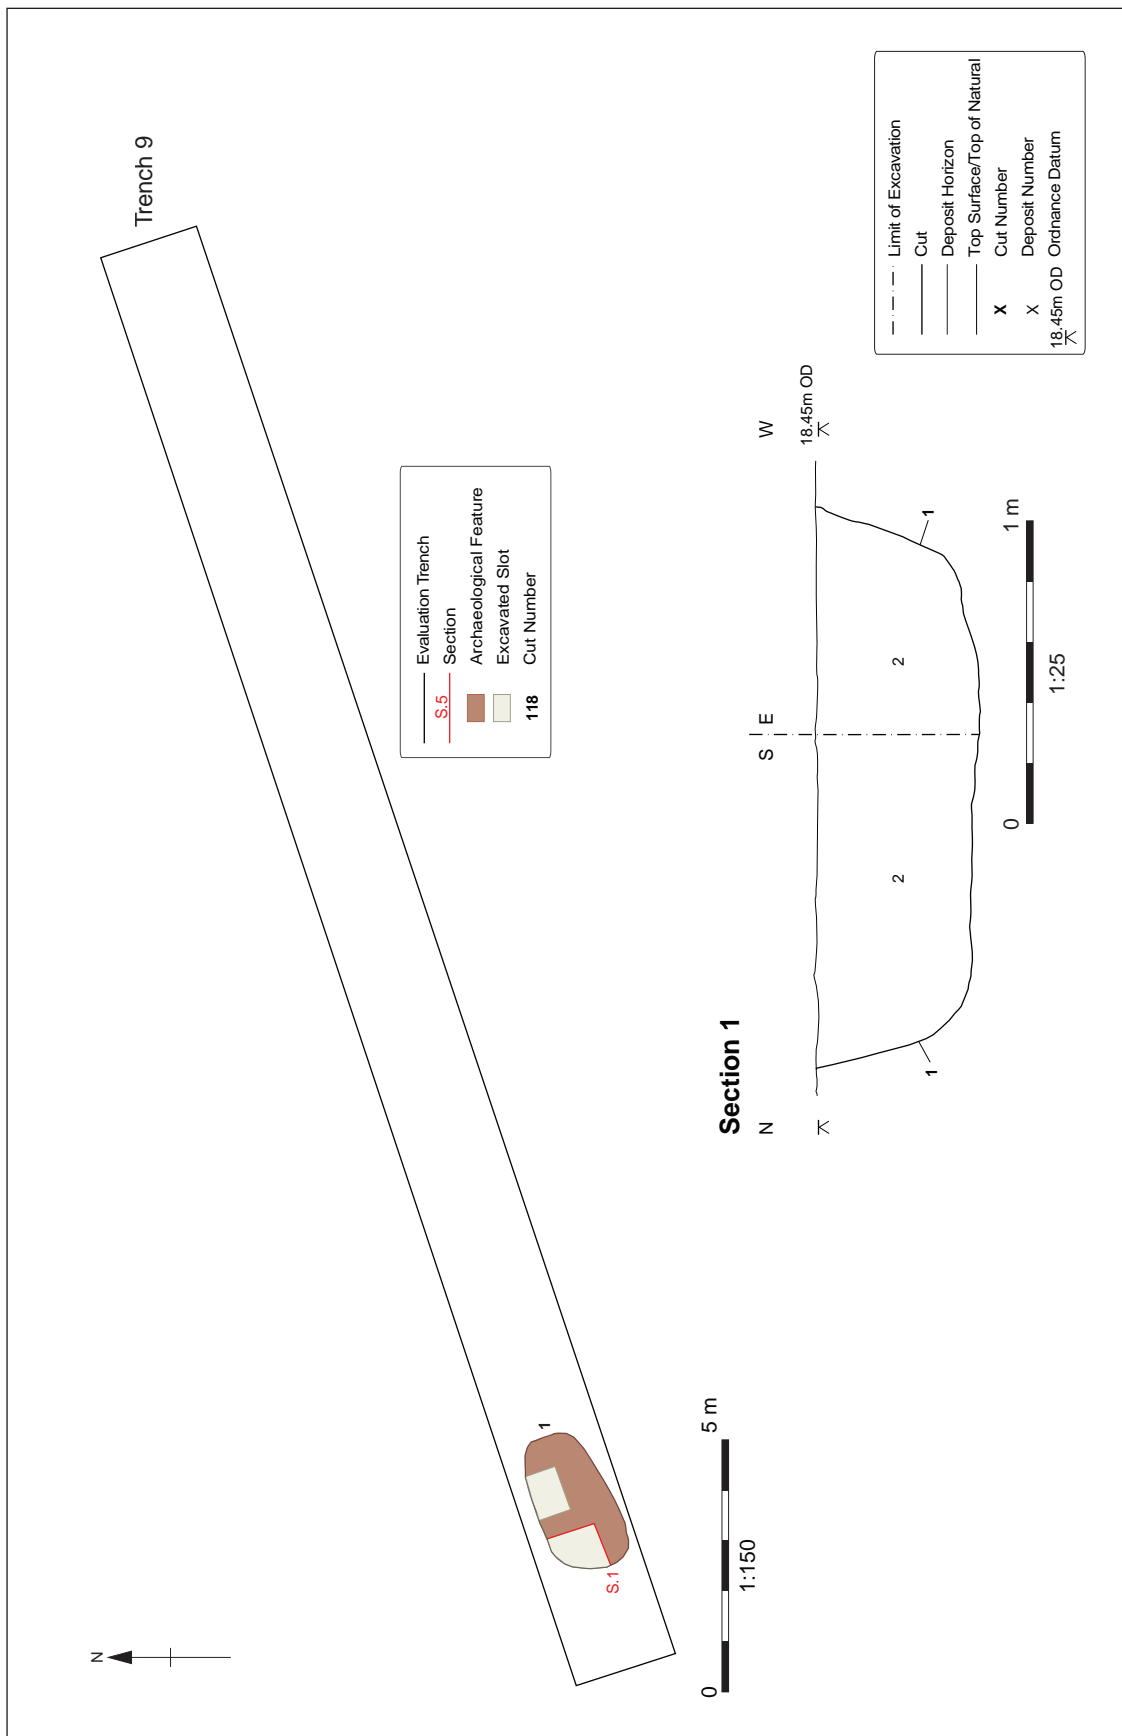 Trench 9
N
Evaluation Trench
S.5 Section
Archaeological Feature
Excavated Slot
118 Cut Number
1
S.1
0 5 m
1:150
Section 1
N S E W
18.45m OD
1 2 2 1
0 1 m
1:25
Limit of Excavation
Cut
Deposit Horizon
Top Surface/Top of Natural
X Cut Number
X Deposit Number
18.45m OD Ordnance Datum